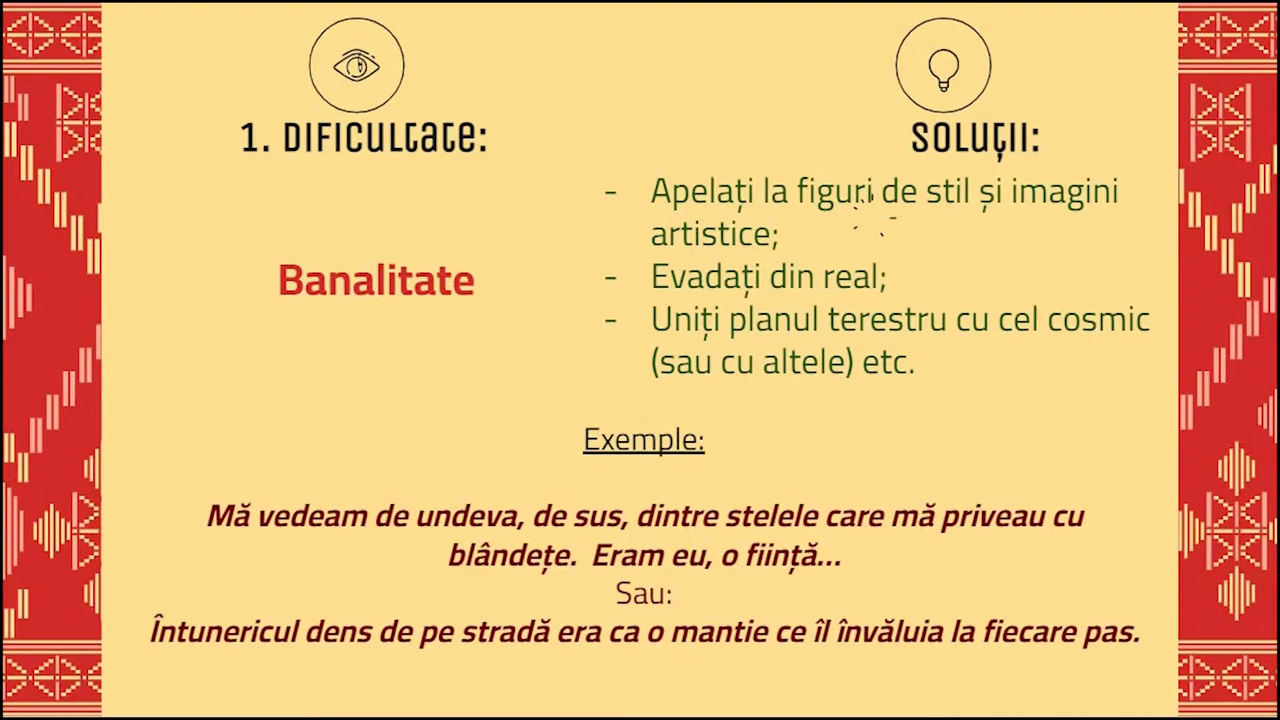 1. Dificultate:
Soluții:
Banalitate
- Apelați la figuri de stil și imagini
artistice;
- Evadați din real;
- Uniți planul terestru cu cel cosmic
(sau cu altele) etc.
Exemple:
Mă vedeam de undeva, de sus, dintre stelele care mă priveau cu
blândețe. Eram eu, o ființă...
Sau:
Întunericul dens de pe stradă era ca o mantie ce îl învăluia la fiecare pas.